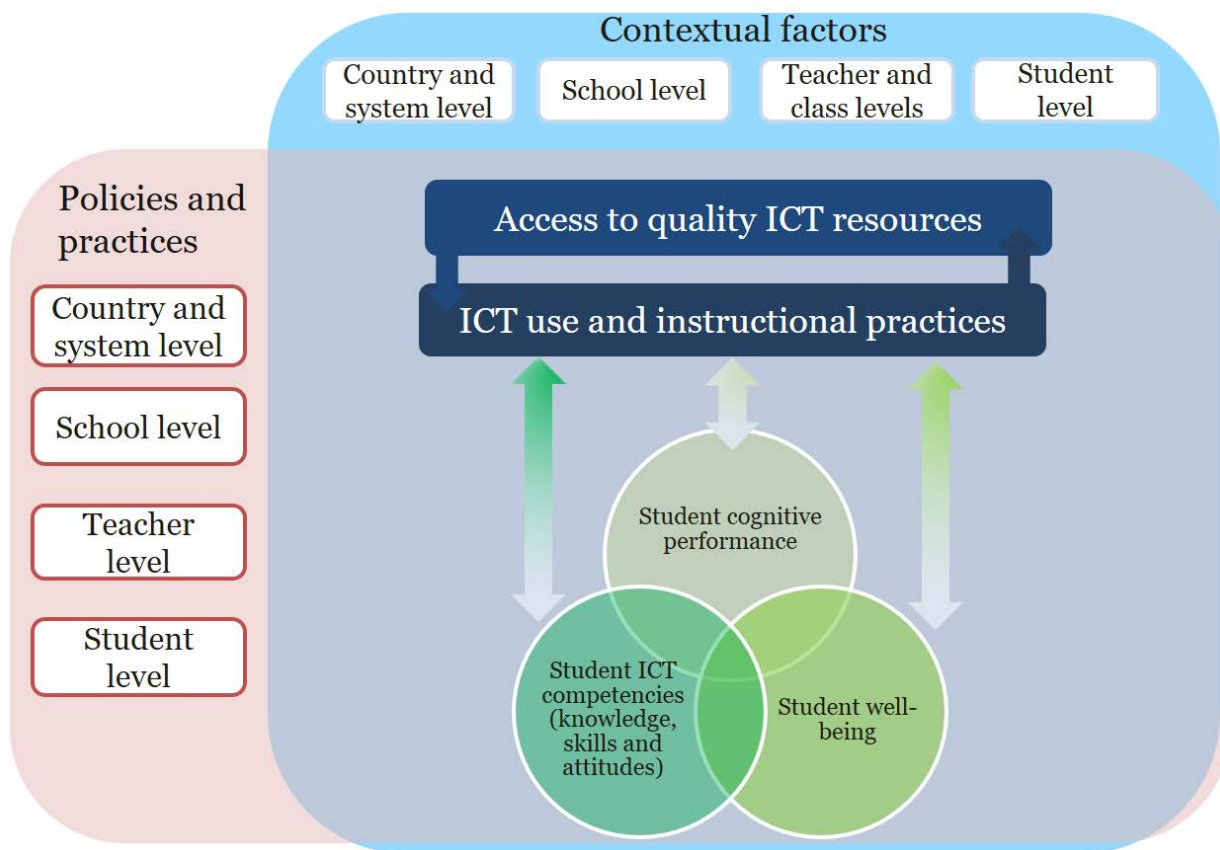 Contextual factors
Country and
system level
School level
Teacher and
class levels
Student
level
Policies and
practices
Country and
system level
School level
Teacher
level
Student
level
Access to quality ICT resources
ICT use and instructional practices
Student cognitive
performance
Student ICT
competencies
(knowledge,
skills and
attitudes)
Student well-
being